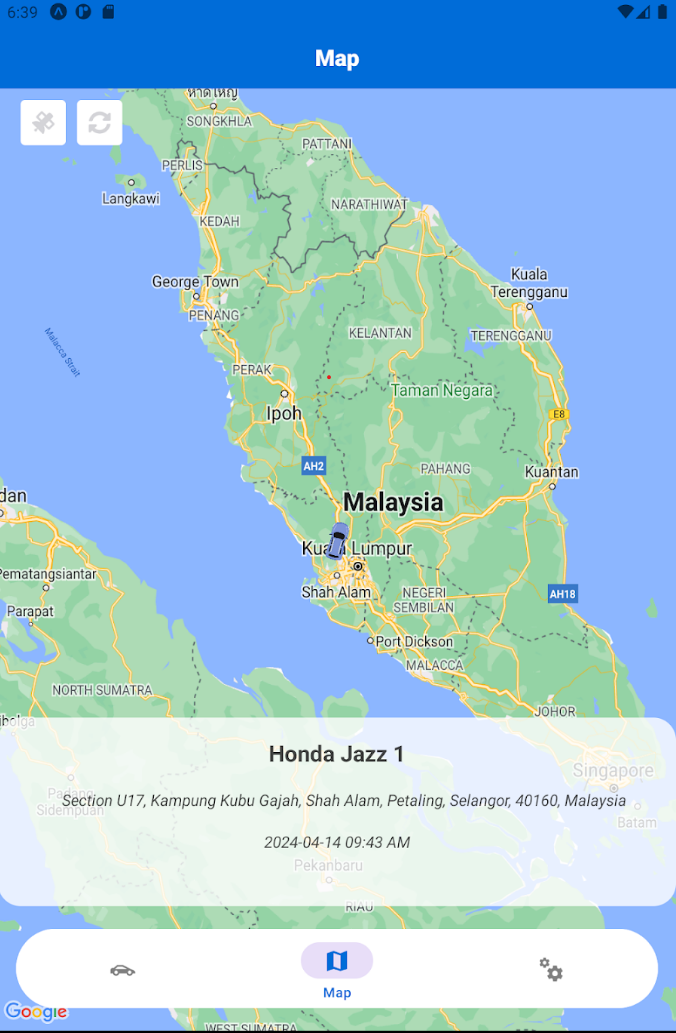 6:39
Map
หาดใหญ่
SONGKHLA
PATTANI
PERLIS
Langkawi
NARATHIWAT
KEDAH
George Town
Kuala
Terengganu
PENANG
KELANTAN
TERENGGANU
Malacca Strait
PERAK
Taman Negara
Ipoh
E8
AH2
PAHANG
Kuantan
Malaysia
Kuala Lumpur
Pematangsiantar
Shah Alam
NEGERI
SEMBILAN
AH18
Parapat
Port Dickson
MALACCA
NORTH SUMATRA
JOHOR
Honda Jazz 1
Singapore
Section U17, Kampung Kubu Gajah, Shah Alam, Petaling, Selangor, 40160, Malaysia
Padang
Sidempuan
Batam
2024-04-14 09:43 AM
Pekanbaru
RIAU
Map
Google
WEST SUMATRA